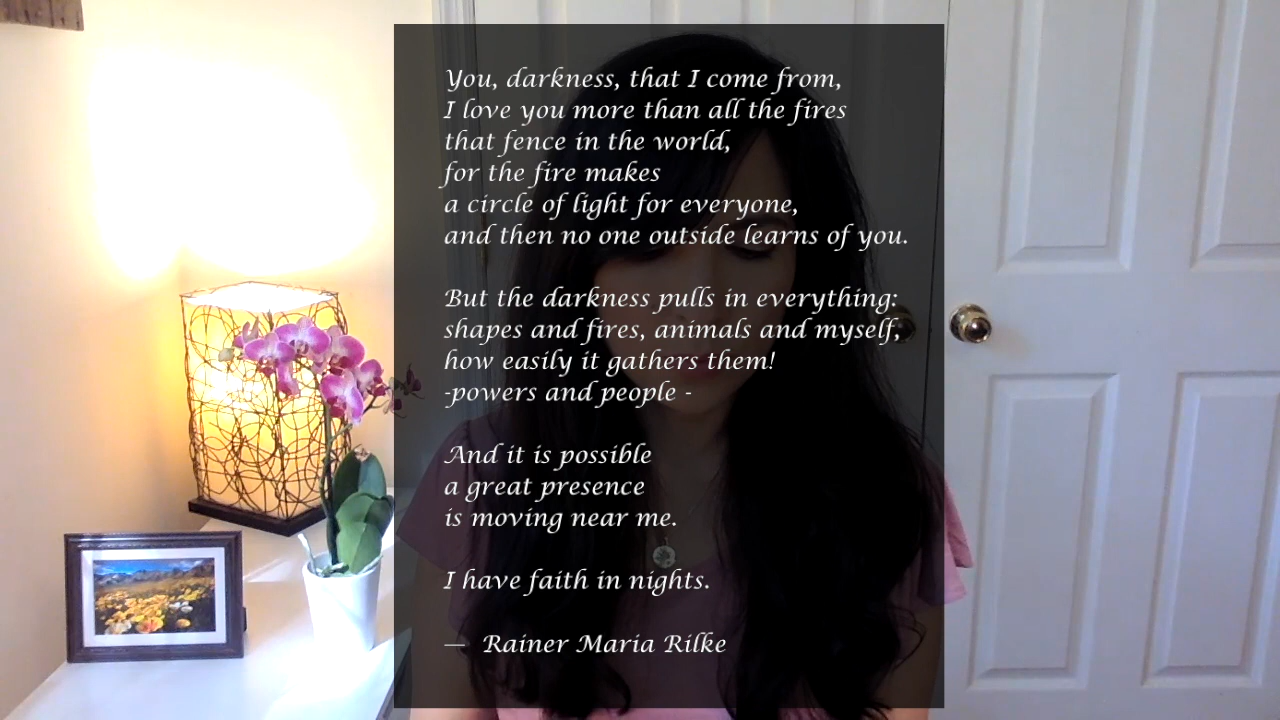 You, darkness, that I come from,
I love you more than all the fires
that fence in the world,
for the fire makes
a circle of light for everyone,
and then no one outside learns of you.
But the darkness pulls in everything:
shapes and fires, animals and myself,
how easily it gathers them!
-powers and people -
And it is possible
a great presence
is moving near me.
I have faith in nights.
— Rainer Maria Rilke